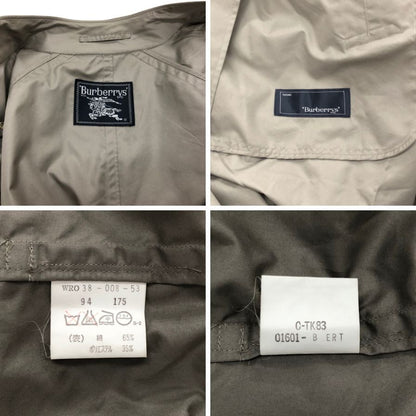 "Burberrys"
"Burberrys"
WRO 38-008-53
94 175
(表) 綿 65%
ポリエステル 35%
C-TK83
01601- B ERT